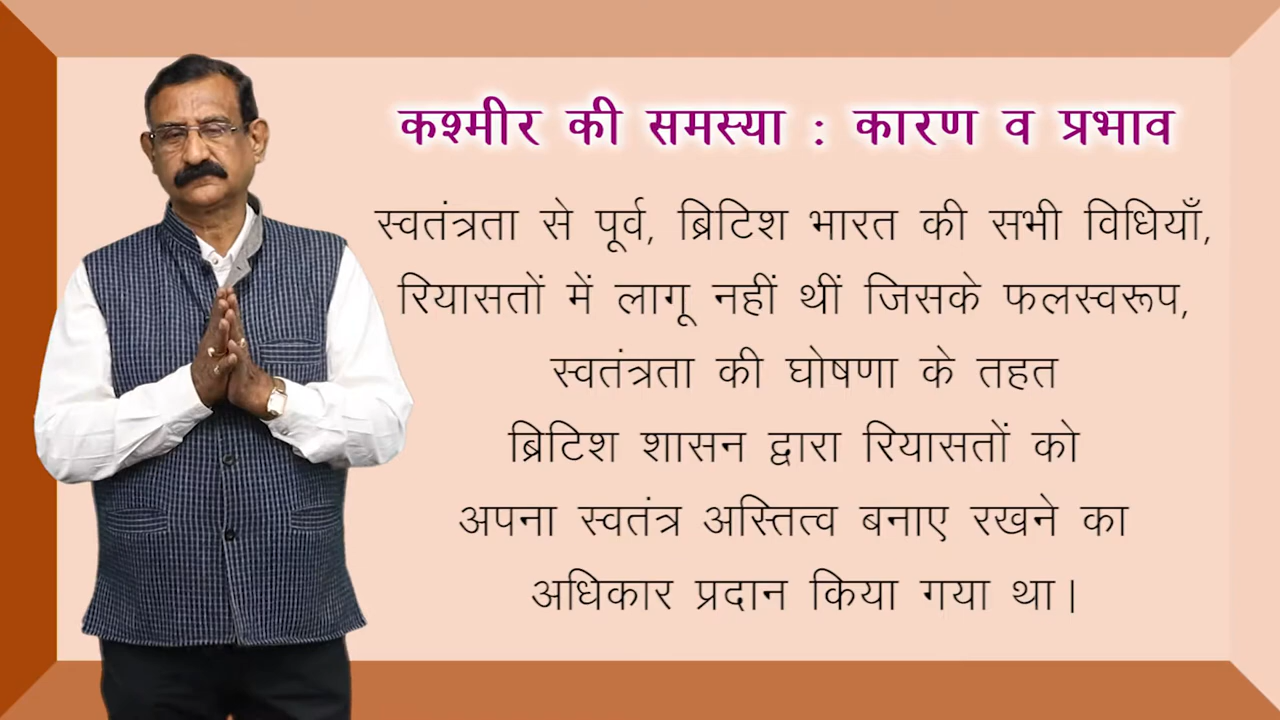 कश्मीर की समस्या : कारण व प्रभाव
स्वतंत्रता से पूर्व, ब्रिटिश भारत की सभी विधियाँ,
रियासतों में लागू नहीं थीं जिसके फलस्वरूप,
स्वतंत्रता की घोषणा के तहत
ब्रिटिश शासन द्वारा रियासतों को
अपना स्वतंत्र अस्तित्व बनाए रखने का
अधिकार प्रदान किया गया था।